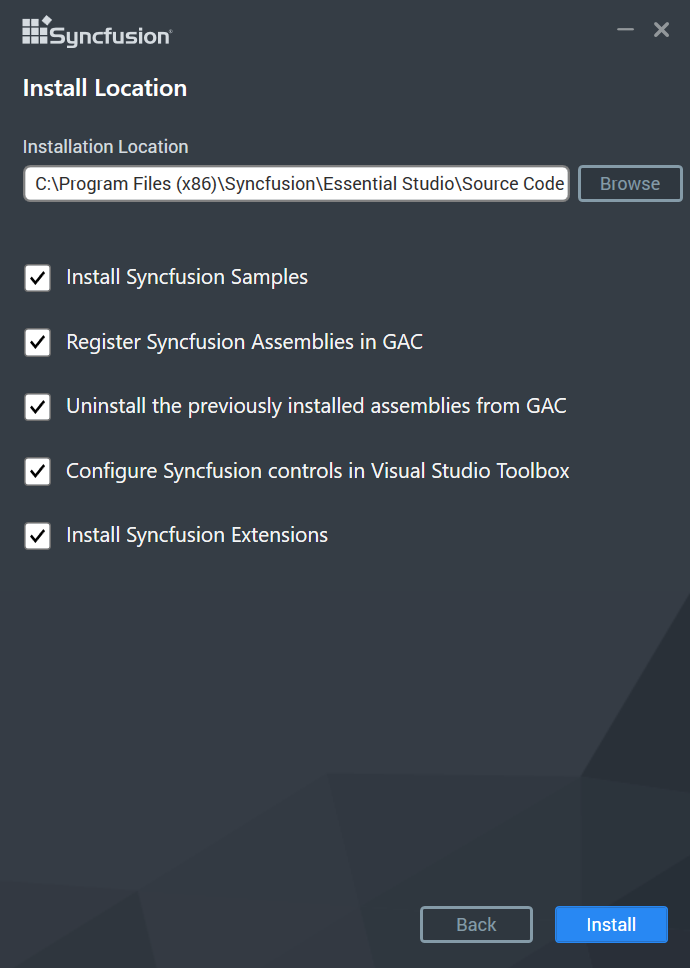 Syncfusion®
Install Location
Installation Location
C:\Program Files (x86)\Syncfusion\Essential Studio\Source Code
Browse
Install Syncfusion Samples
Register Syncfusion Assemblies in GAC
Uninstall the previously installed assemblies from GAC
Configure Syncfusion controls in Visual Studio Toolbox
Install Syncfusion Extensions
Back
Install